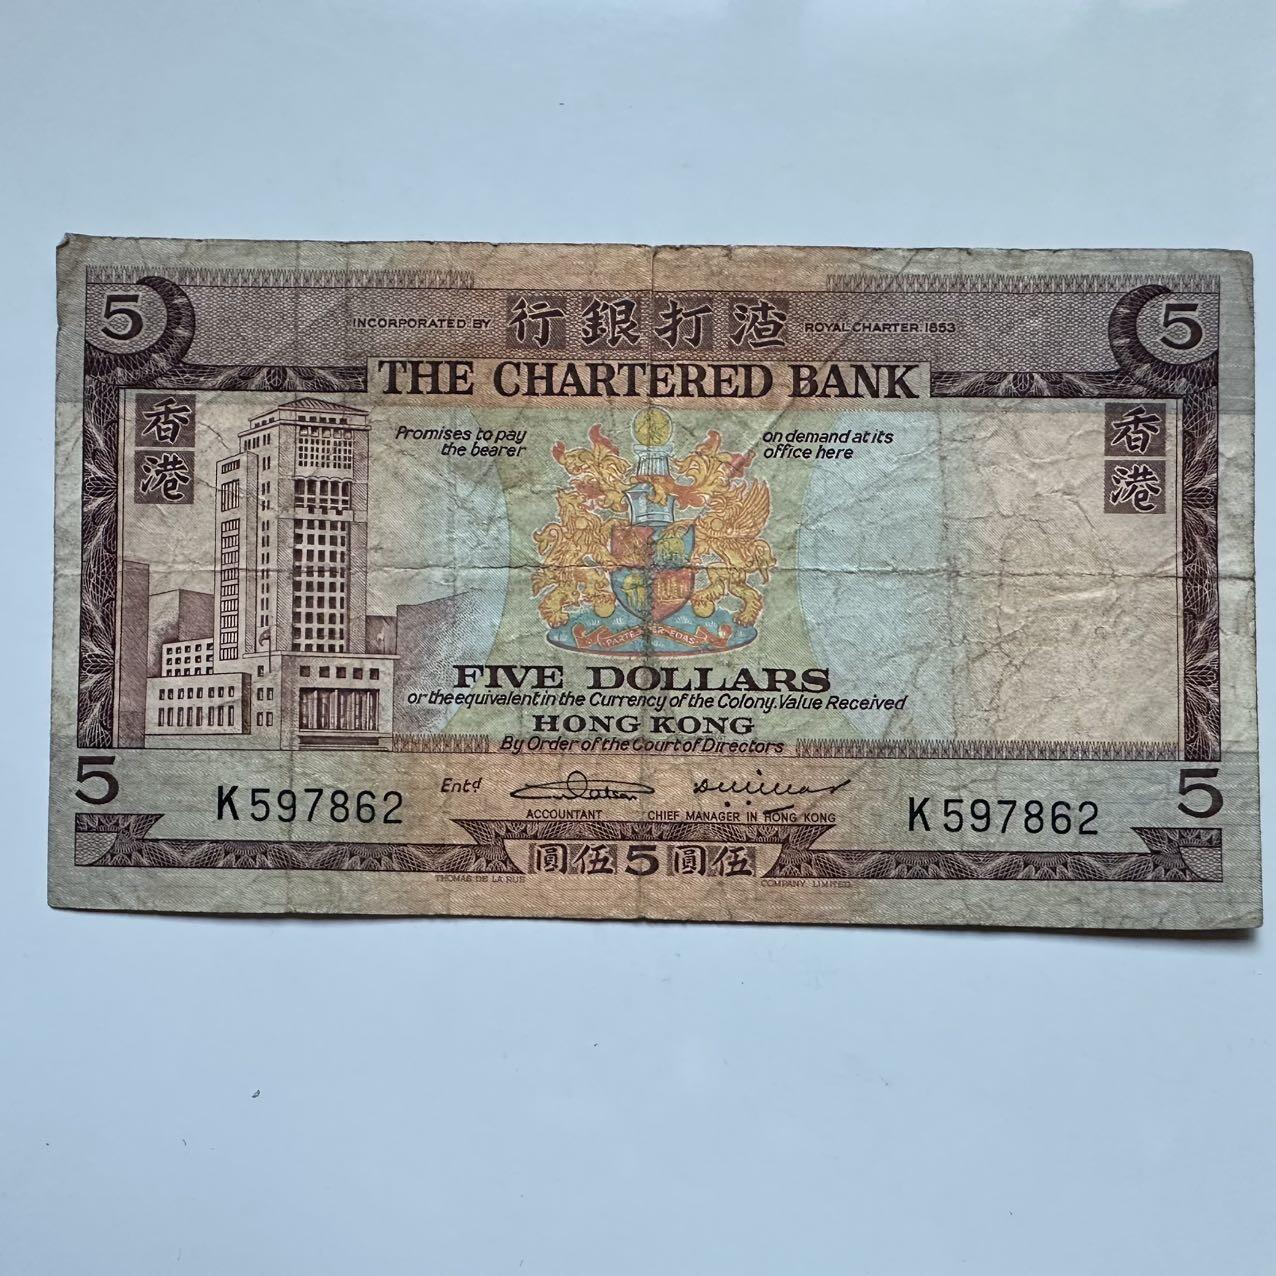 5 INCORPORATED BY 行銀打渣 ROYAL CHARTER. 1853 5
THE CHARTERED BANK
香港
香港
Promises to pay the bearer
on demand at its office here
PARTE PER EDAS
FIVE DOLLARS
or the equivalent in the Currency of the Colony. Value Received
HONG KONG
By Order of the Court of Directors
5 5
K597862 Entd K597862
ACCOUNTANT CHIEF MANAGER IN HONG KONG
圓伍5圓伍
THOMAS DE LA RUE COMPANY, LIMITED.